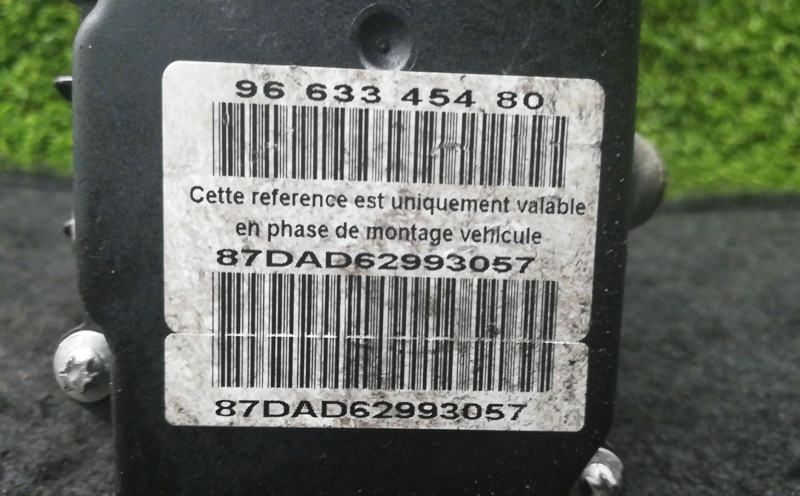 96 633 454 80
Cette reference est uniquement valable
en phase de montage vehicule
87DAD62993057
87DAD62993057